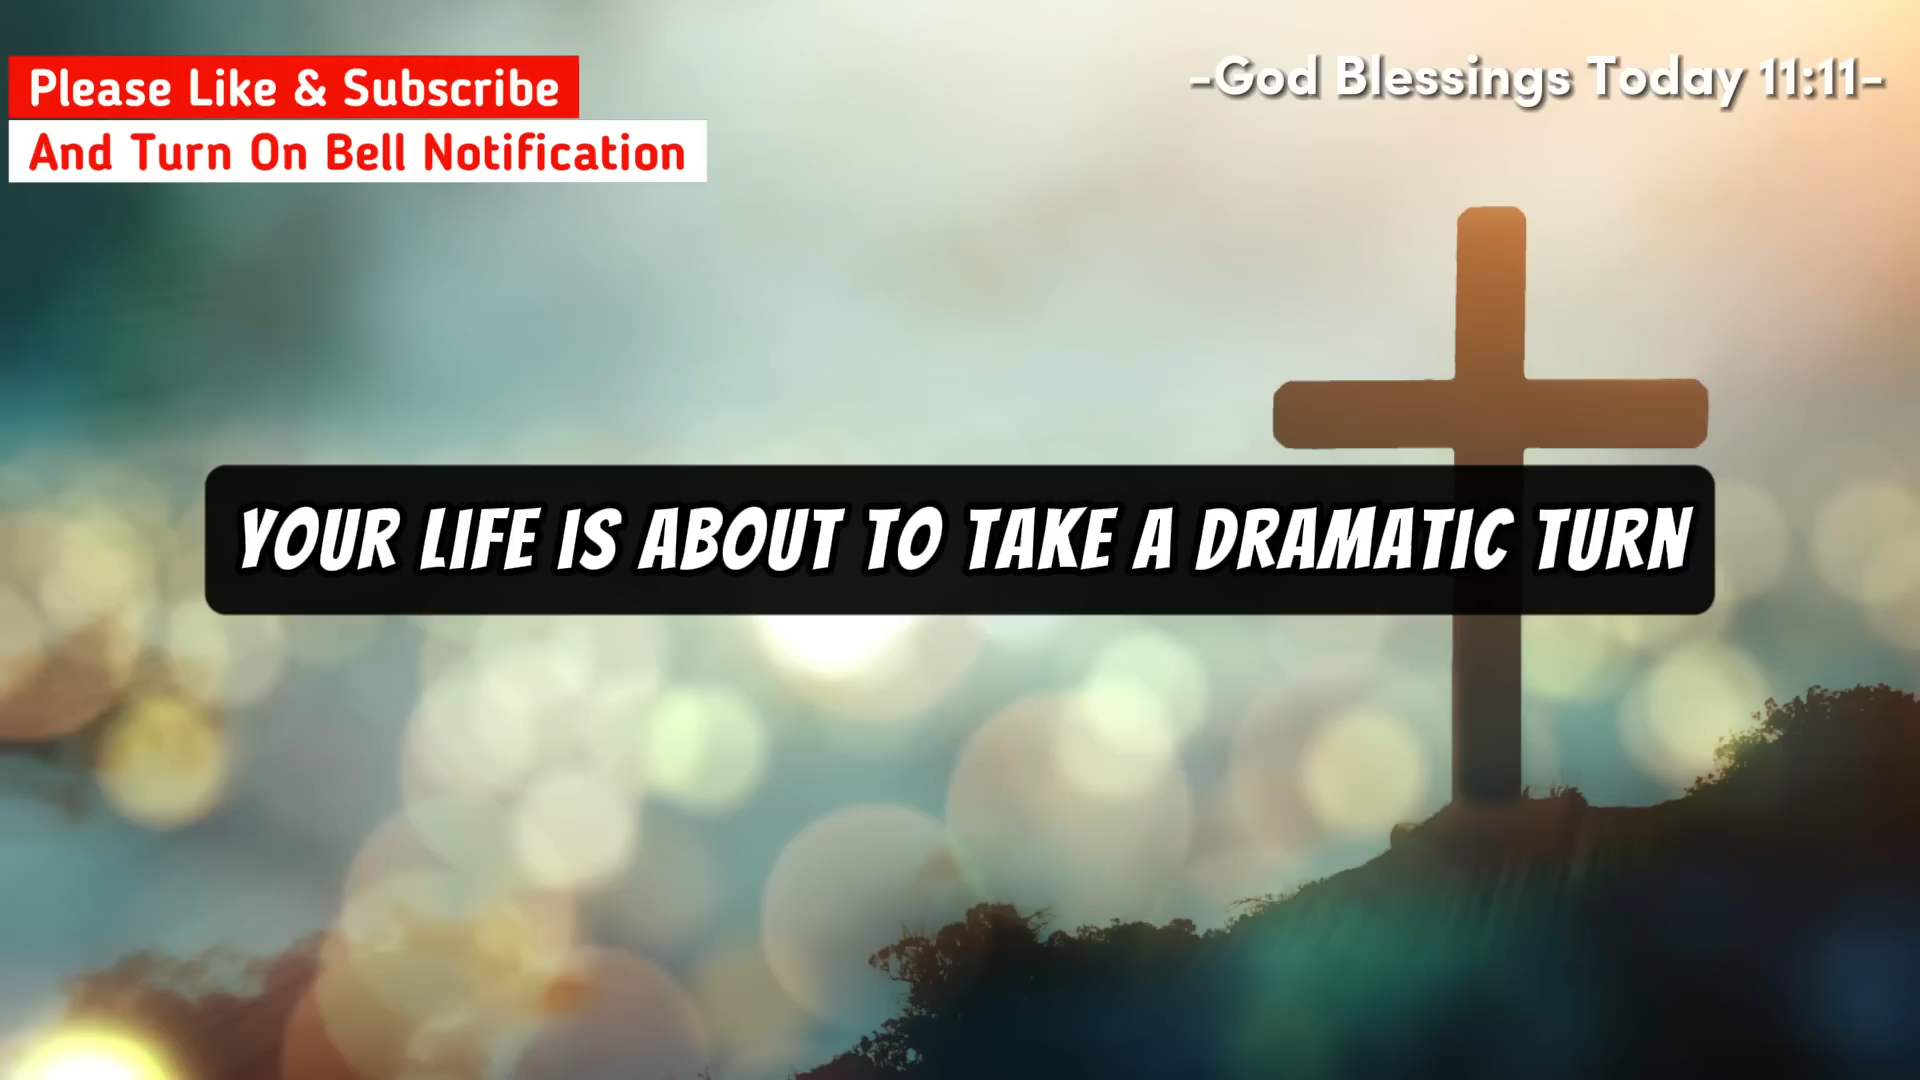 Please Like & Subscribe
And Turn On Bell Notification
-God Blessings Today 11:11-
YOUR LIFE IS ABOUT TO TAKE A DRAMATIC TURN